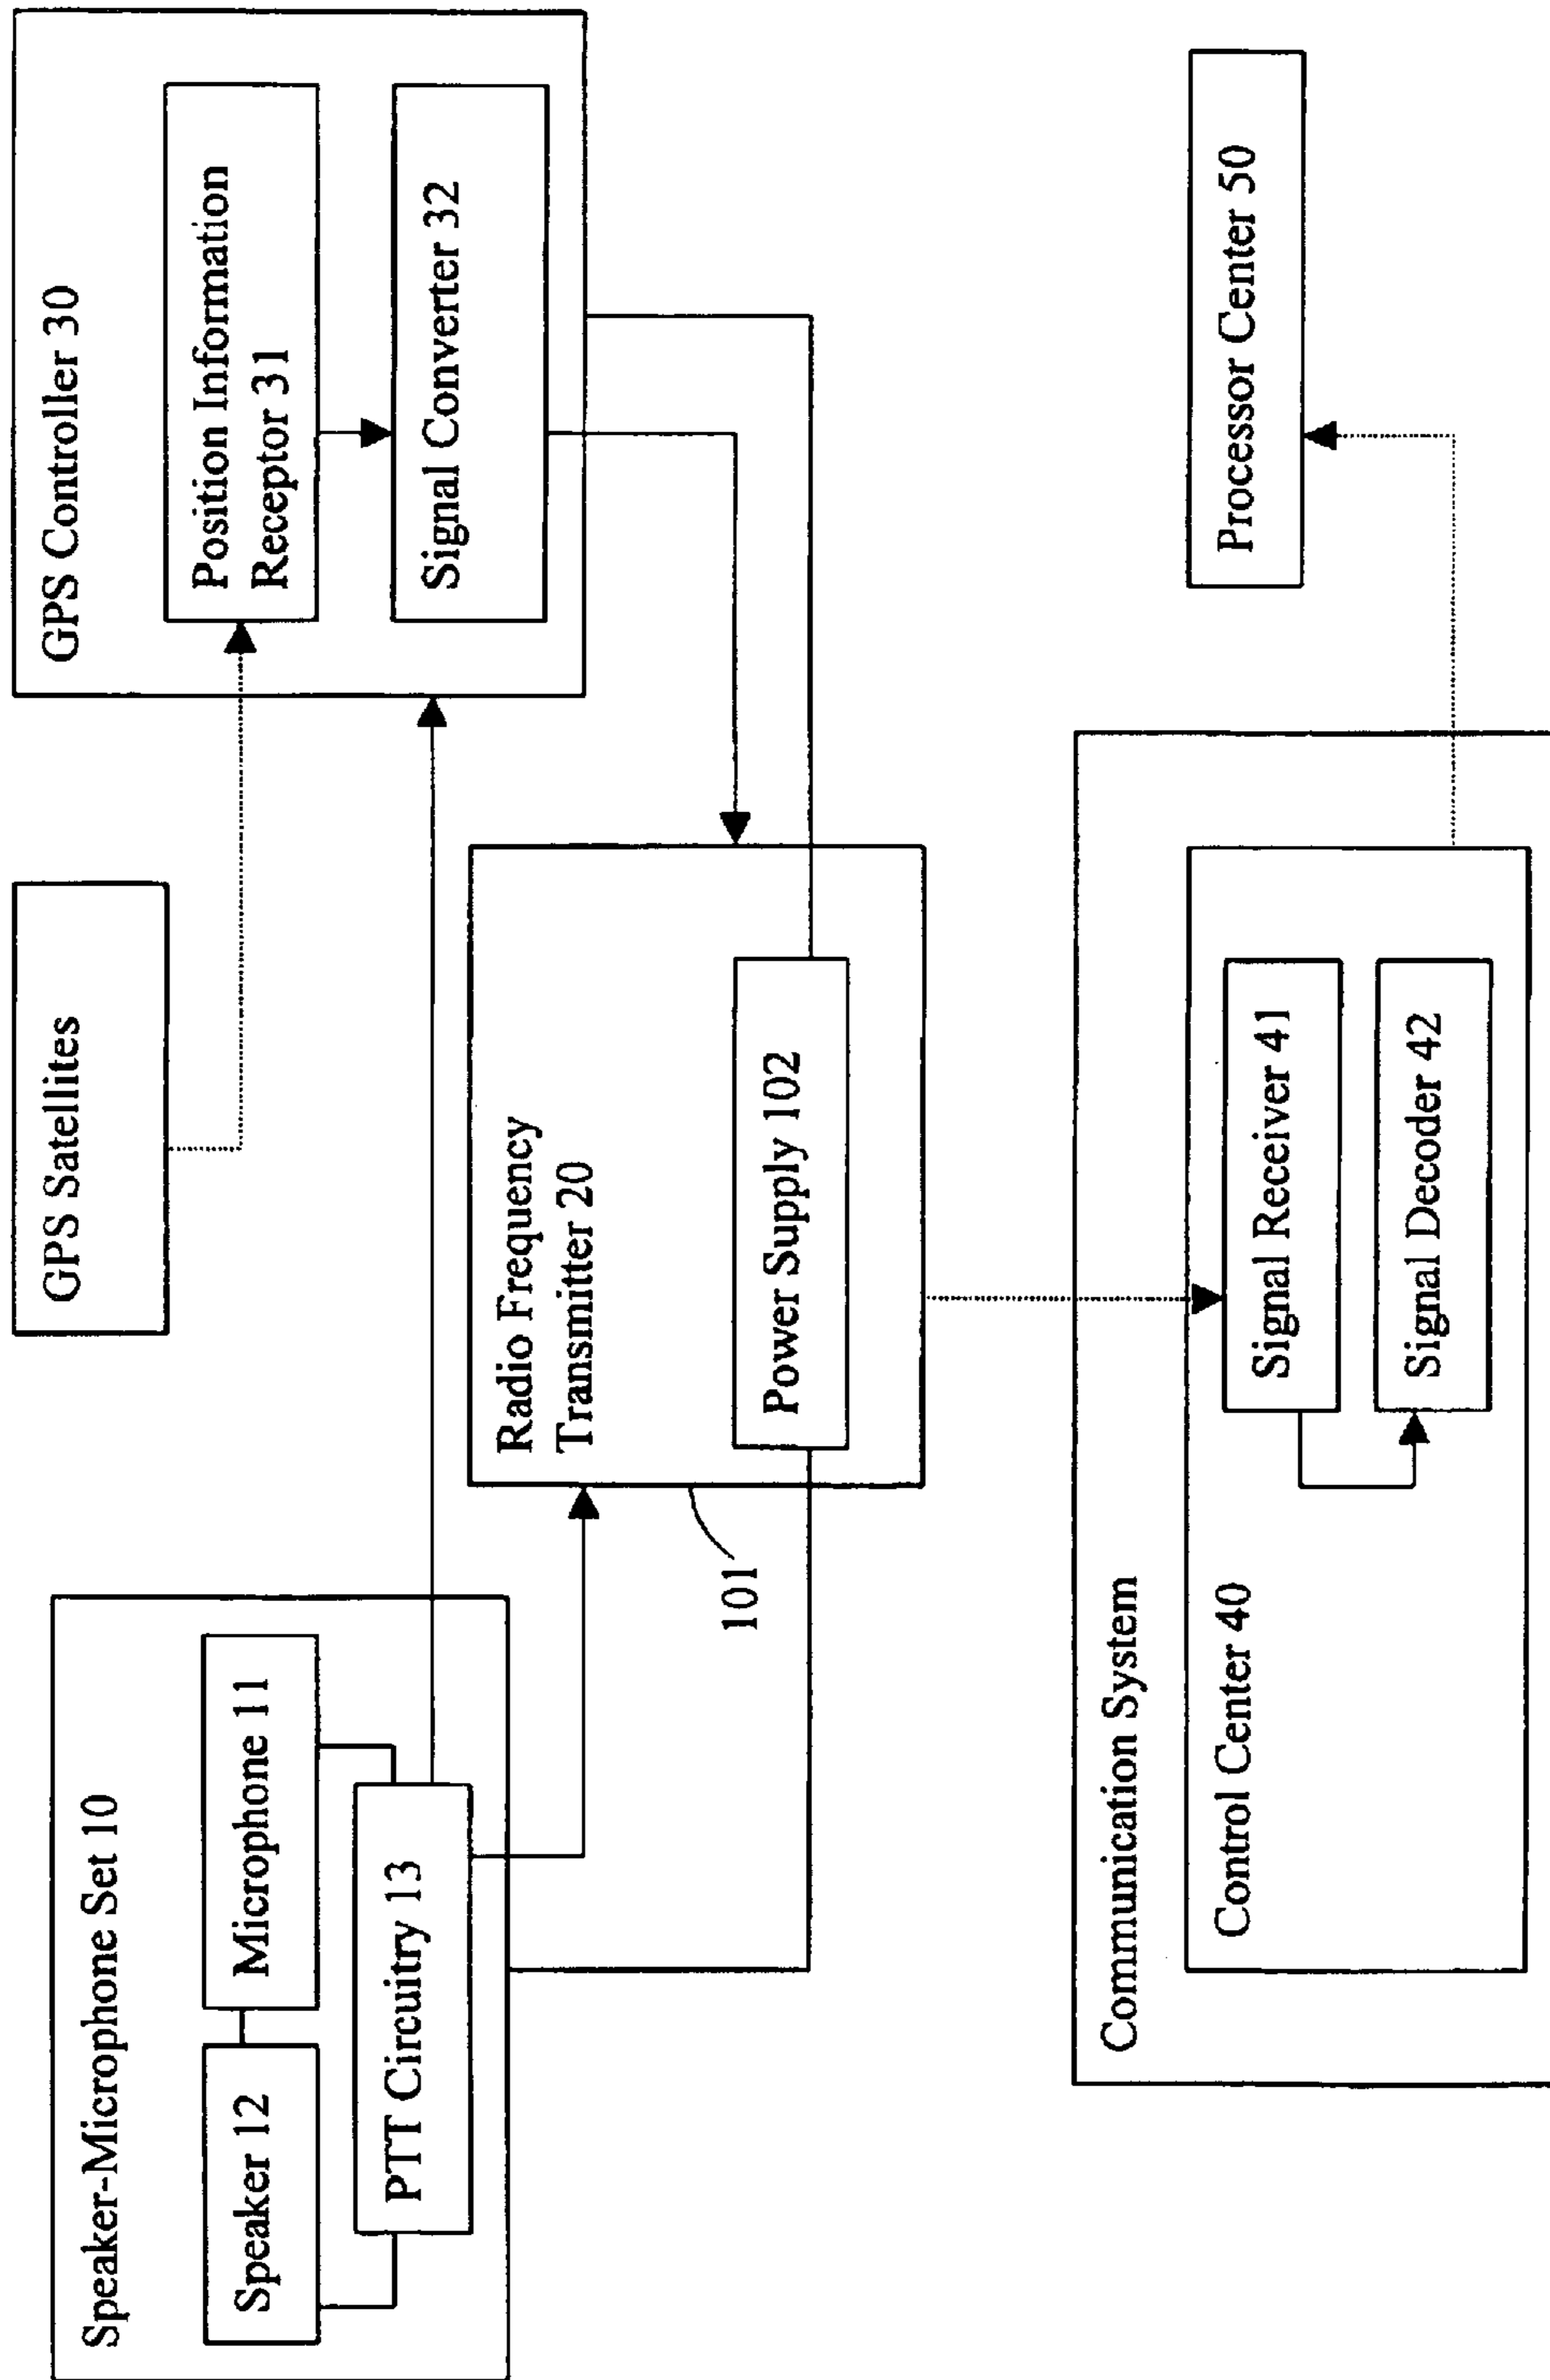 Speaker-Microphone Set 10
Speaker 12
Microphone 11
PTT Circuitry 13
GPS Satellites
GPS Controller 30
Position Information
Receptor 31
Signal Converter 32
Radio Frequency
Transmitter 20
Power Supply 102
101
Communication System
Control Center 40
Signal Receiver 41
Signal Decoder 42
Processor Center 50